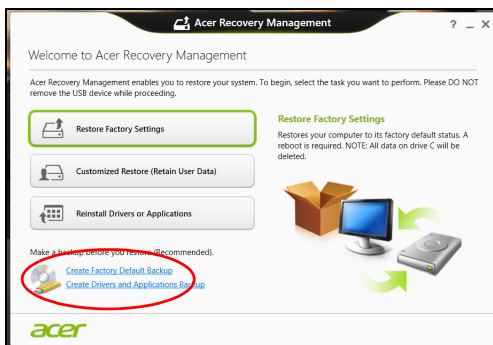 Acer Recovery Management
? _ ×
Welcome to Acer Recovery Management
Acer Recovery Management enables you to restore your system. To begin, select the task you want to perform. Please DO NOT
remove the USB device while proceeding.
Restore Factory Settings
Customized Restore (Retain User Data)
Reinstall Drivers or Applications
Restore Factory Settings
Restores your computer to its factory default status. A
reboot is required. NOTE: All data on drive C will be
deleted.
Make a backup before you restore (Recommended).
Create Factory Default Backup
Create Drivers and Applications Backup
acer